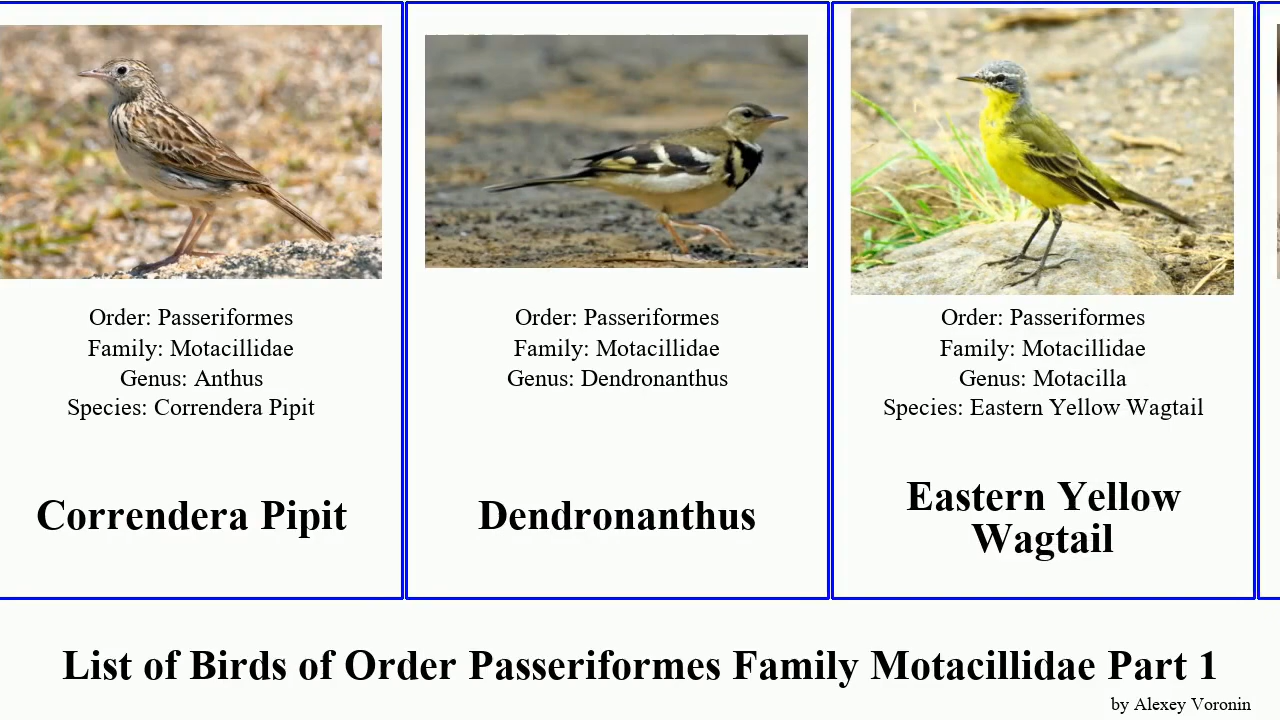 Order: Passeriformes
Family: Motacillidae
Genus: Anthus
Species: Correndera Pipit
Correndera Pipit
Order: Passeriformes
Family: Motacillidae
Genus: Dendronanthus
Dendronanthus
Order: Passeriformes
Family: Motacillidae
Genus: Motacilla
Species: Eastern Yellow Wagtail
Eastern Yellow
Wagtail
List of Birds of Order Passeriformes Family Motacillidae Part 1
by Alexey Voronin